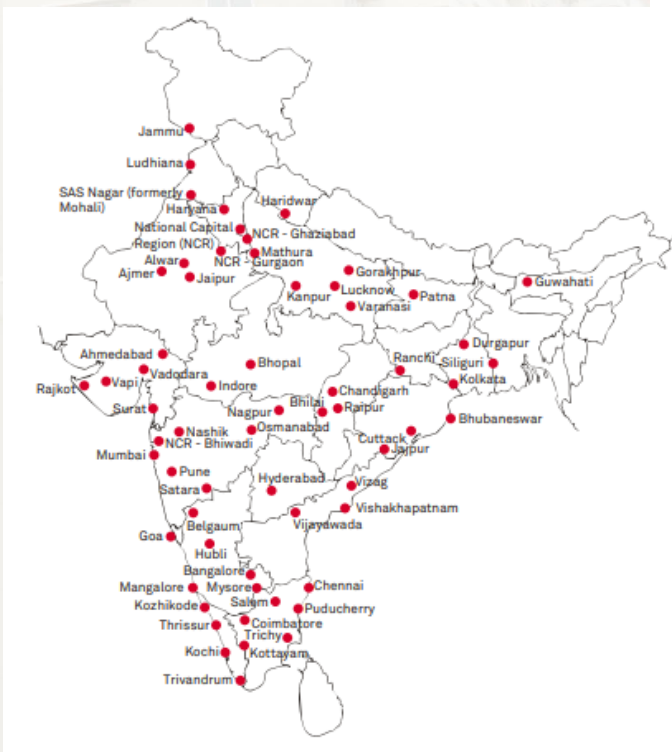 Jammu
Ludhiana
SAS Nagar (formerly
Mohali)
Haryana
Haridwar
National Capital
Region (NCR)
NCR - Ghaziabad
Mathura
NCR - Gurgaon
Alwar
Ajmer
Jaipur
Gorakhpur
Kanpur
Lucknow
Varanasi
Patna
Guwahati
Ahmedabad
Vadodara
Rajkot
Vapi
Surat
Bhopal
Indore
Ranchi
Durgapur
Siliguri
Kolkata
Chandigarh
Bhilai
Raipur
Nagpur
Osmanabad
Bhubaneswar
Cuttack
Jajpur
Nashik
NCR - Bhiwadi
Mumbai
Pune
Satara
Hyderabad
Vizag
Vishakhapatnam
Vijayawada
Belgaum
Goa
Hubli
Bangalore
Mangalore
Mysore
Chennai
Kozhikode
Salem
Puducherry
Thrissur
Coimbatore
Trichy
Kochi
Kottayam
Trivandrum